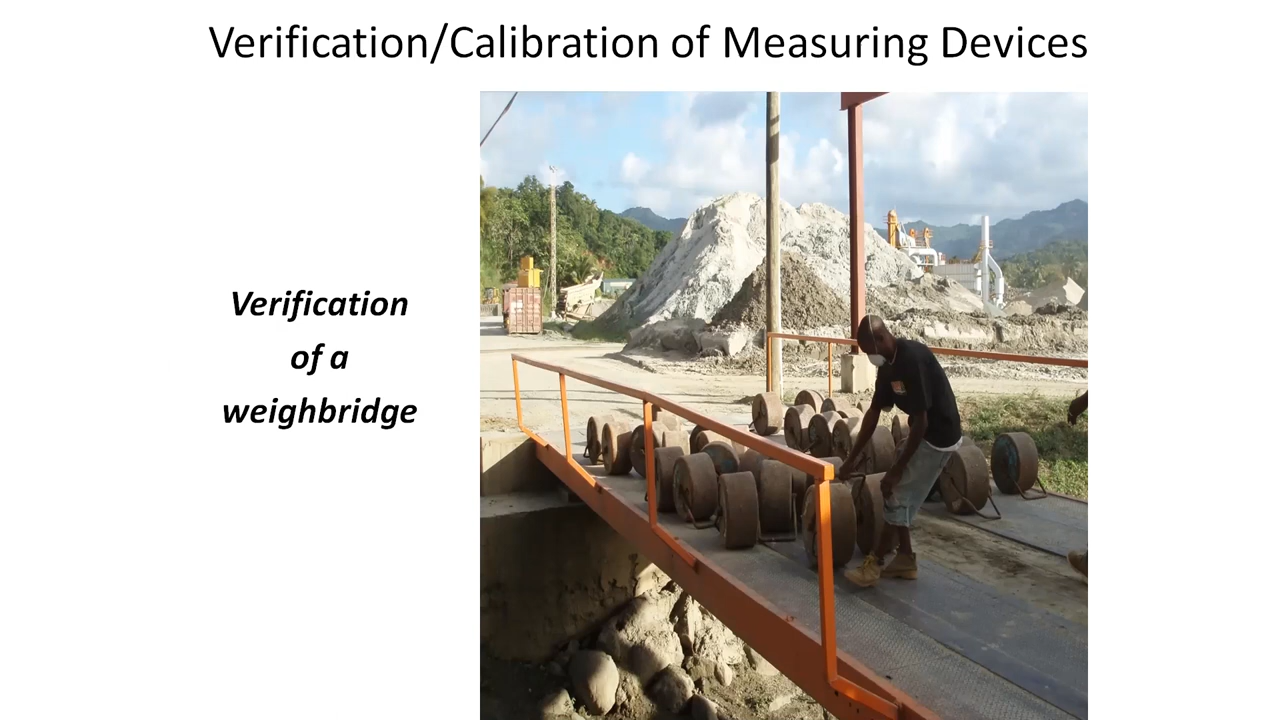 Verification/Calibration of Measuring Devices
Verification
of a
weighbridge